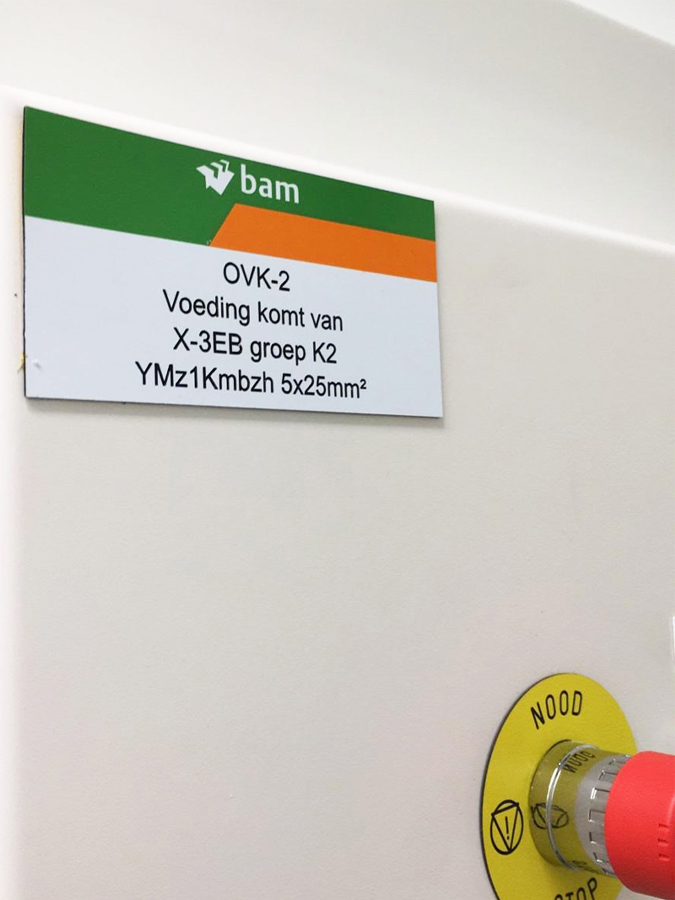 bam
OVK-2
Voeding komt van
X-3EB groep K2
YMz1Kmbzh 5x25mm²
NOOD
STOP